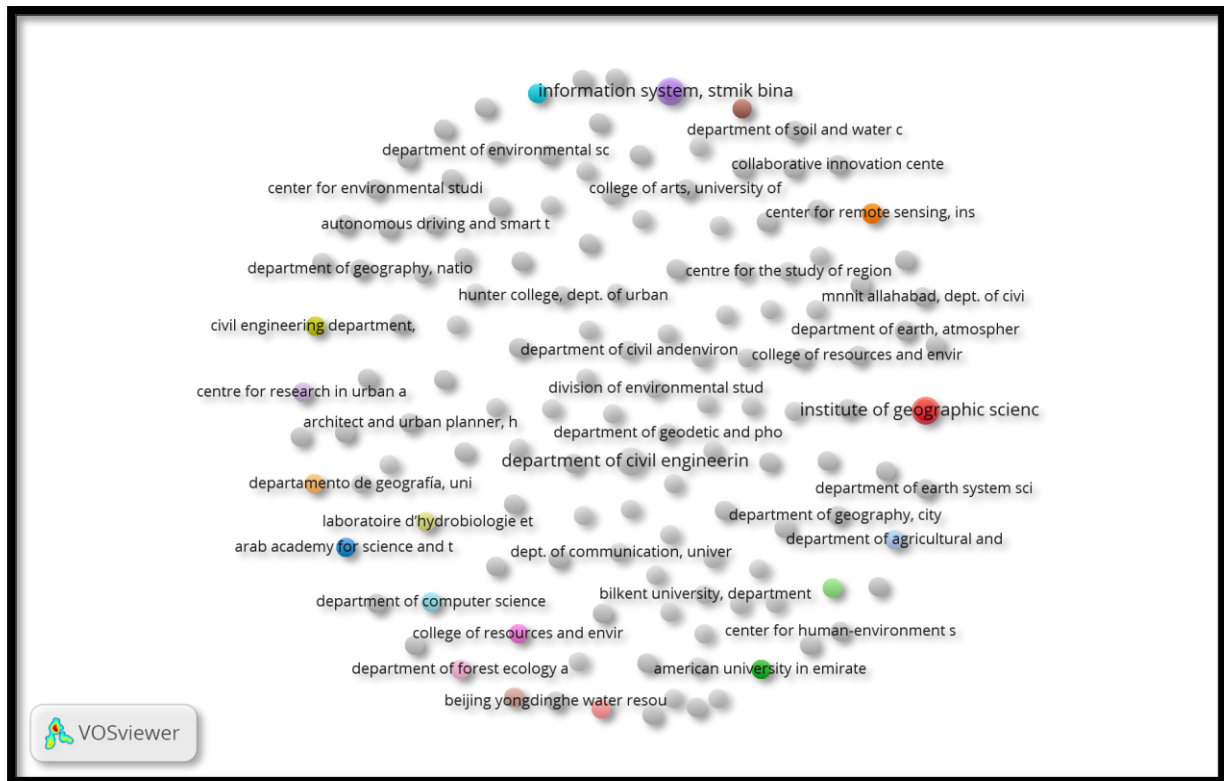 information system, stmik bina
department of soil and water c
department of environmental sc
collaborative innovation cente
center for environmental studi
college of arts, university of
center for remote sensing, ins
autonomous driving and smart t
department of geography, natio
centre for the study of region
hunter college, dept. of urban
mnnit allahabad, dept. of civi
civil engineering department,
department of earth, atmospher
department of civil andenviron
college of resources and envir
division of environmental stud
centre for research in urban a
institute of geographic scienc
architect and urban planner, h
department of geodetic and pho
department of civil engineerin
departamento de geografía, uni
department of earth system sci
department of geography, city
laboratoire d'hydrobiologie et
department of agricultural and
arab academy for science and t
dept. of communication, univer
bilkent university, department
department of computer science
college of resources and envir
center for human-environment s
department of forest ecology a
american university in emirate
beijing yongdinghe water resou
VOSviewer